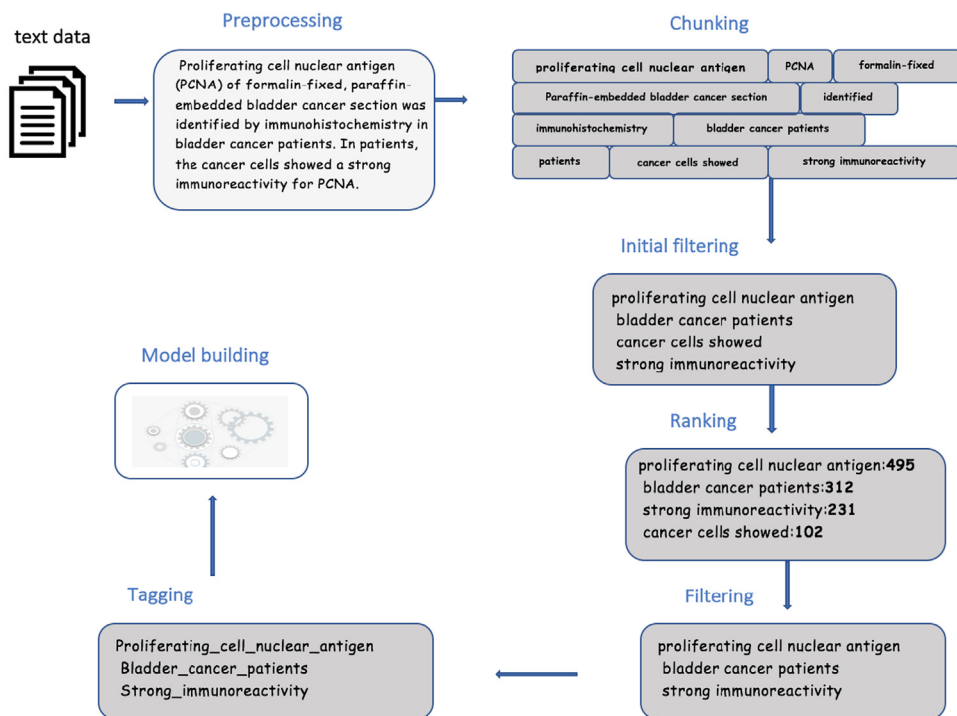 text data
Preprocessing
Proliferating cell nuclear antigen
(PCNA) of formalin-fixed, paraffin-
embedded bladder cancer section was
identified by immunohistochemistry in
bladder cancer patients. In patients,
the cancer cells showed a strong
immunoreactivity for PCNA.
Chunking
proliferating cell nuclear antigen PCNA formalin-fixed
Paraffin-embedded bladder cancer section identified
immunohistochemistry bladder cancer patients
patients cancer cells showed strong immunoreactivity
Initial filtering
proliferating cell nuclear antigen
bladder cancer patients
cancer cells showed
strong immunoreactivity
Ranking
proliferating cell nuclear antigen:495
bladder cancer patients:312
strong immunoreactivity:231
cancer cells showed:102
Filtering
proliferating cell nuclear antigen
bladder cancer patients
strong immunoreactivity
Tagging
Proliferating_cell_nuclear_antigen
Bladder_cancer_patients
Strong_immunoreactivity
Model building